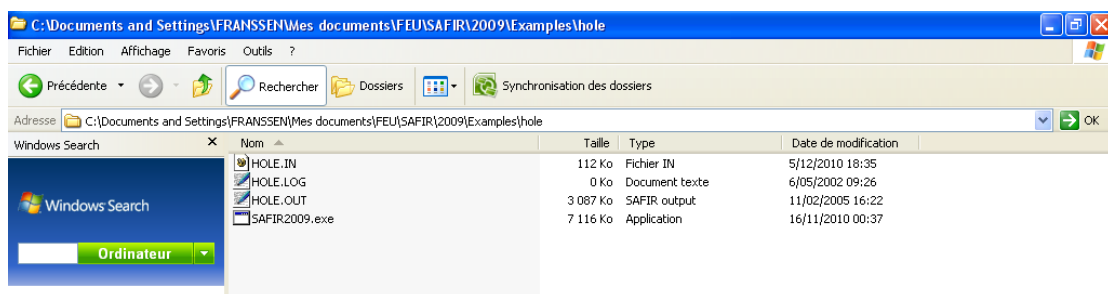 C:\Documents and Settings\FRANSSEN\Mes documents\FEU\SAFIR\2009\Examples\hole
Fichier Edition Affichage Favoris Outils ?
Précédente Rechercher Dossiers Synchronisation des dossiers
Adresse C:\Documents and Settings\FRANSSEN\Mes documents\FEU\SAFIR\2009\Examples\hole OK
Windows Search × Nom Taille Type Date de modification
HOLE.IN 112 Ko Fichier IN 5/12/2010 18:35
HOLE.LOG 0 Ko Document texte 6/05/2002 09:26
HOLE.OUT 3 087 Ko SAFIR output 11/02/2005 16:22
SAFIR2009.exe 7 116 Ko Application 16/11/2010 00:37
Windows Search
Ordinateur